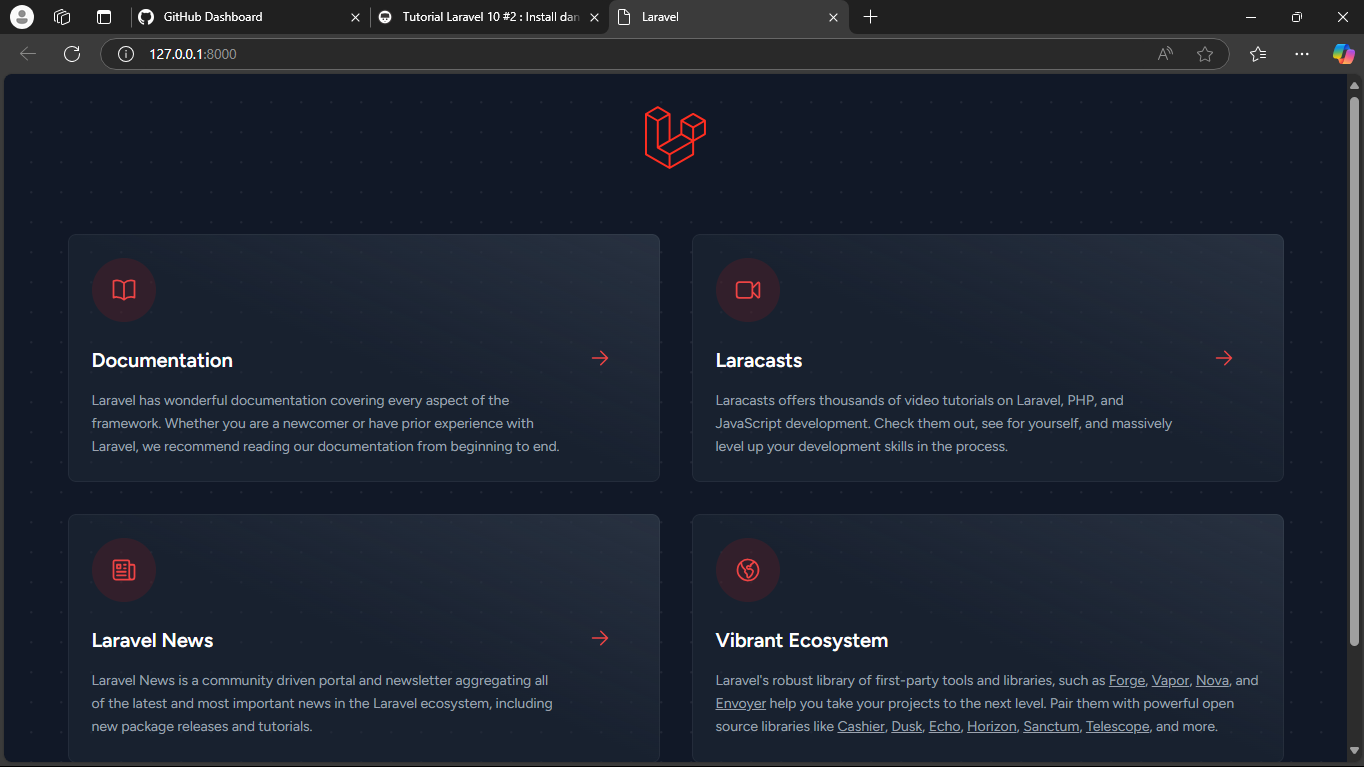 GitHub Dashboard
Tutorial Laravel 10 #2 : Install dan
Laravel
127.0.0.1:8000
Documentation
Laravel has wonderful documentation covering every aspect of the
framework. Whether you are a newcomer or have prior experience with
Laravel, we recommend reading our documentation from beginning to end.
Laracasts
Laracasts offers thousands of video tutorials on Laravel, PHP, and
JavaScript development. Check them out, see for yourself, and massively
level up your development skills in the process.
Laravel News
Laravel News is a community driven portal and newsletter aggregating all
of the latest and most important news in the Laravel ecosystem, including
new package releases and tutorials.
Vibrant Ecosystem
Laravel's robust library of first-party tools and libraries, such as Forge, Vapor, Nova, and
Envoyer help you take your projects to the next level. Pair them with powerful open
source libraries like Cashier, Dusk, Echo, Horizon, Sanctum, Telescope, and more.